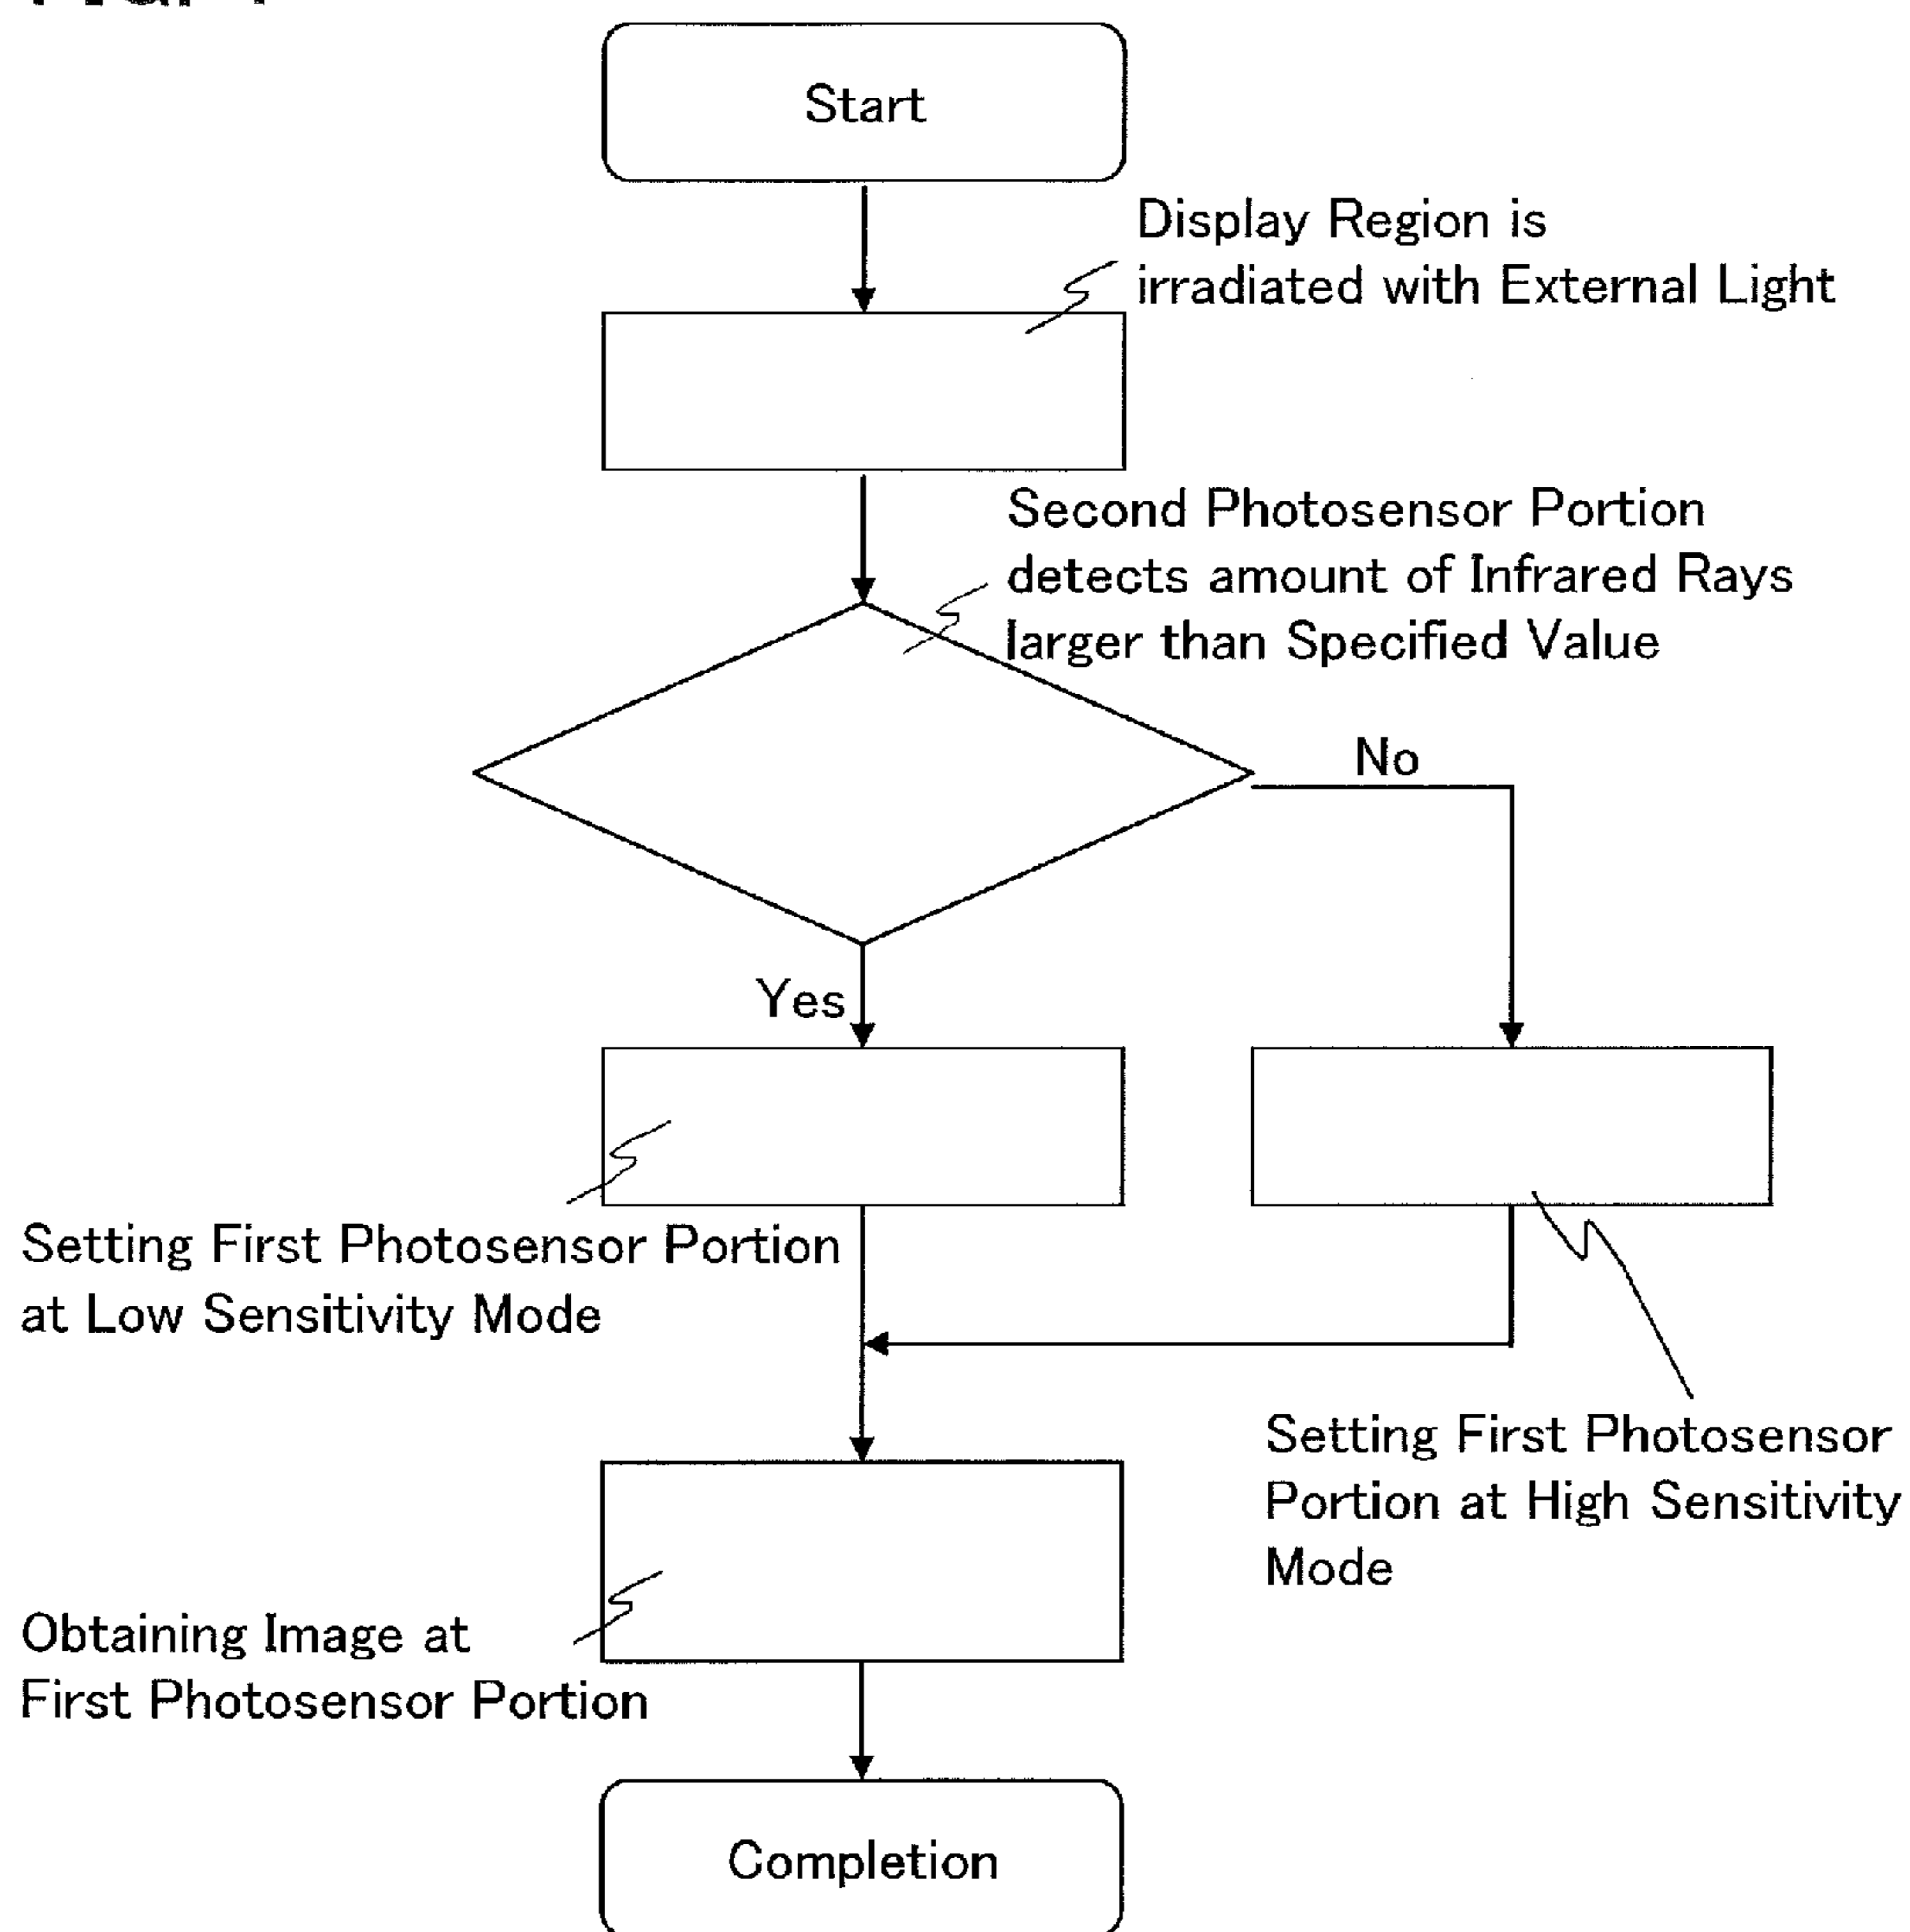 Start
Display Region is
irradiated with External Light
Second Photosensor Portion
detects amount of Infrared Rays
larger than Specified Value
No
Yes
Setting First Photosensor Portion
at Low Sensitivity Mode
Setting First Photosensor
Portion at High Sensitivity
Mode
Obtaining Image at
First Photosensor Portion
Completion